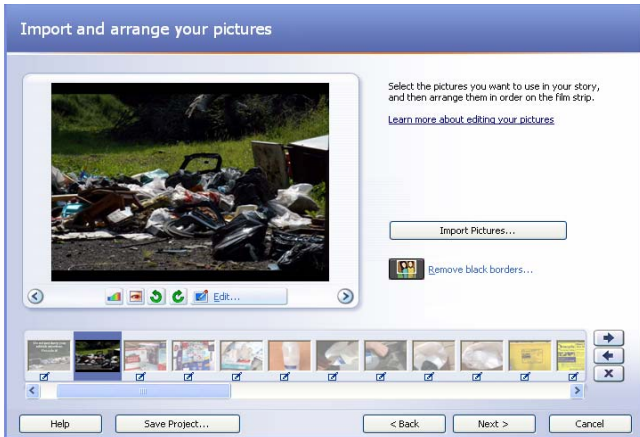 Import and arrange your pictures
Select the pictures you want to use in your story,
and then arrange them in order on the film strip.
Learn more about editing your pictures
Import Pictures...
Remove black borders...
Edit...
Help
Save Project...
< Back
Next >
Cancel